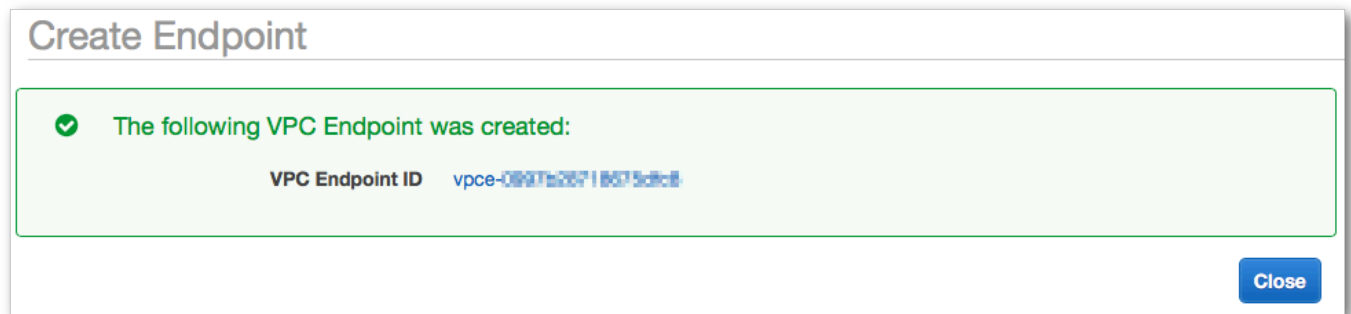 Create Endpoint
The following VPC Endpoint was created:
VPC Endpoint ID vpce-
Close